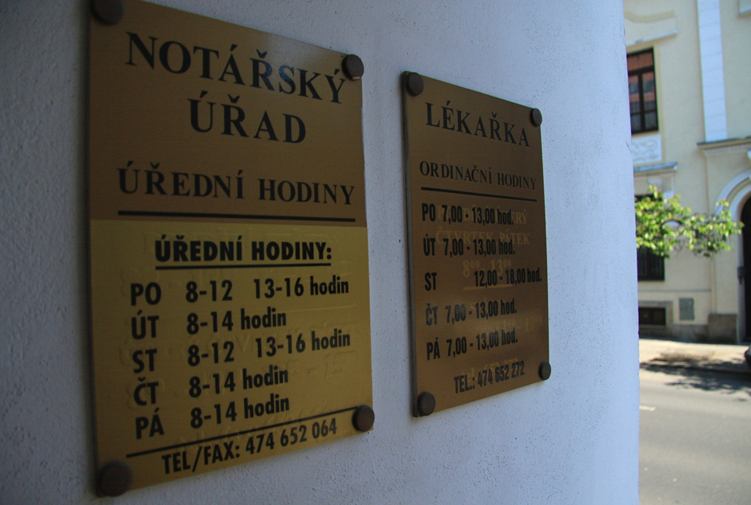 NOTÁŘSKÝ
ÚŘAD
ÚŘEDNÍ HODINY
ÚŘEDNÍ HODINY:
PO 8-12 13-16 hodin
ÚT 8-14 hodin
ST 8-12 13-16 hodin
ČT 8-14 hodin
PÁ 8-14 hodin
TEL/FAX: 474 652 064
LÉKAŘKA
ORDINAČNÍ HODINY
PO 7,00 - 13,00 hod.
ÚT 7,00 - 13,00 hod.
ST 12,00 - 18,00 hod.
ČT 7,00 - 13,00 hod.
PÁ 7,00 - 13,00 hod.
TEL.: 474 652 272